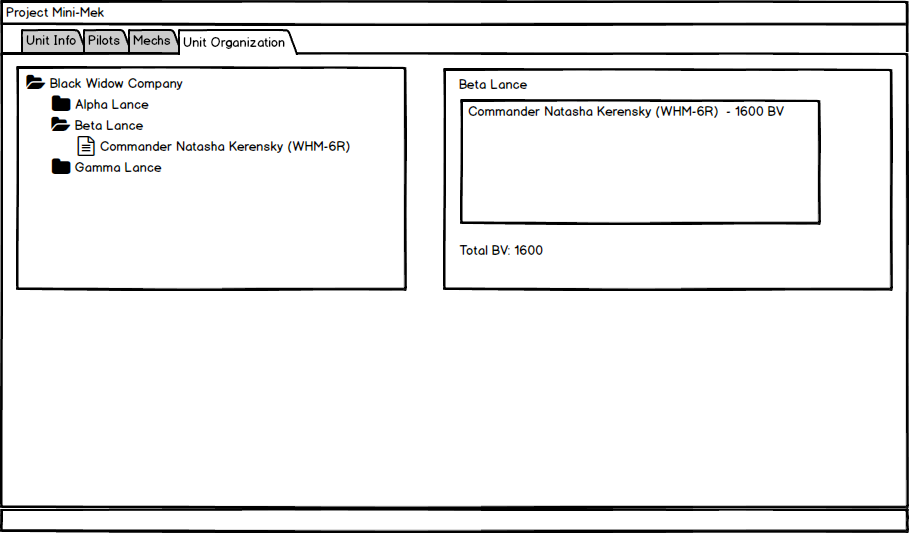 Project Mini-Mek
Unit Info
Pilots
Mechs
Unit Organization
Black Widow Company
Alpha Lance
Beta Lance
Commander Natasha Kerensky (WHM-6R)
Gamma Lance
Beta Lance
Commander Natasha Kerensky (WHM-6R) - 1600 BV
Total BV: 1600